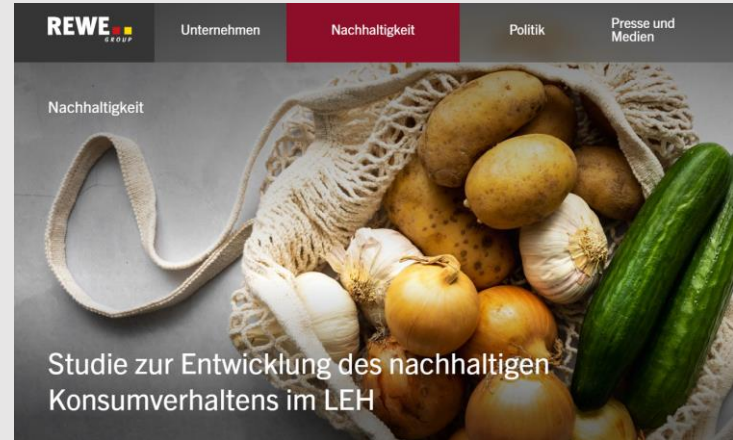 REWE
GROUP
Unternehmen
Nachhaltigkeit
Politik
Presse und
Medien
Nachhaltigkeit
Studie zur Entwicklung des nachhaltigen
Konsumverhaltens im LEH